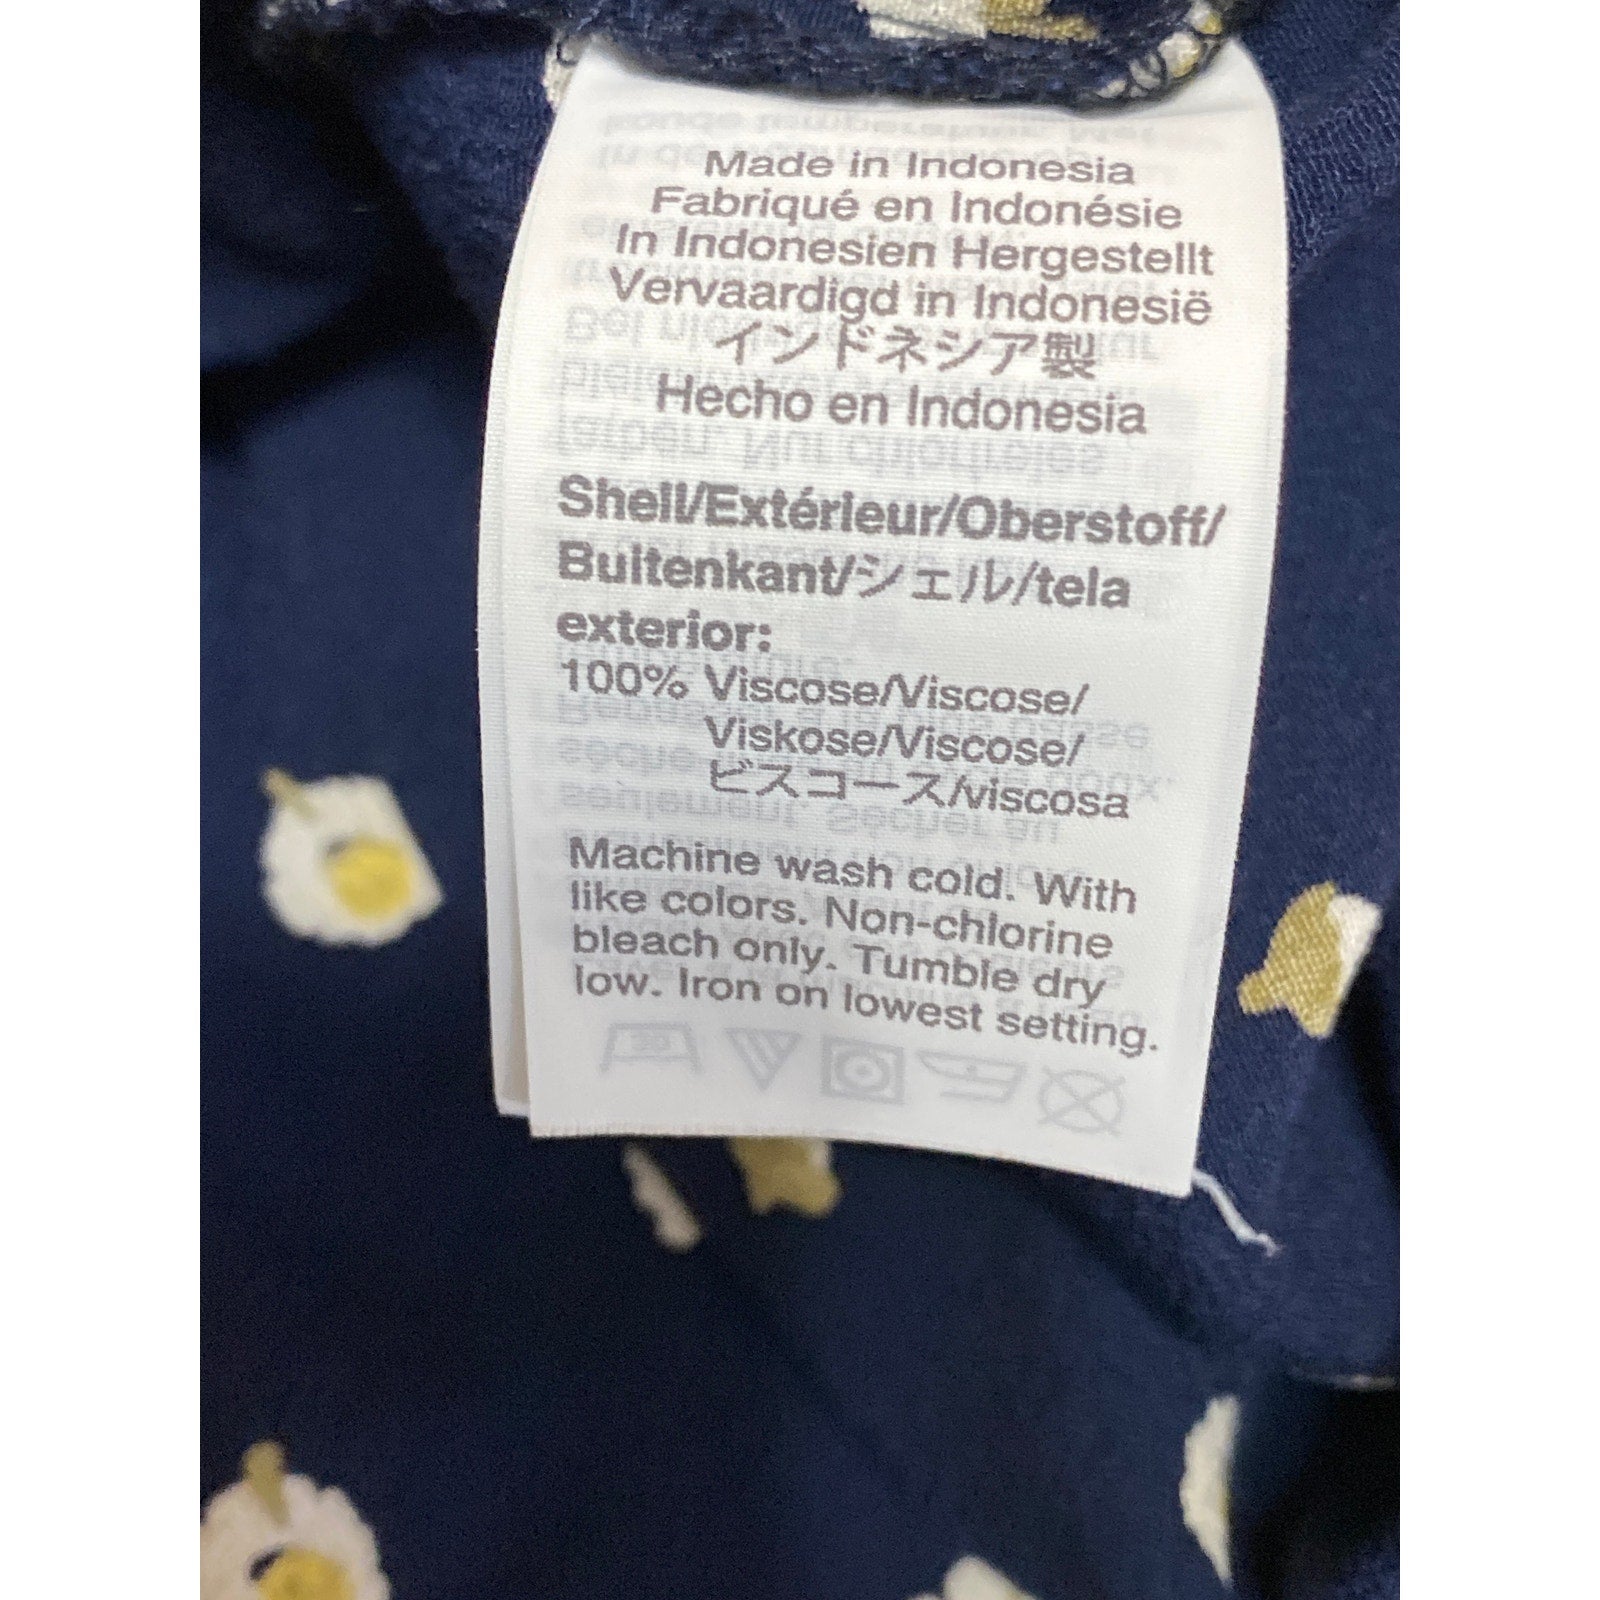 Made in Indonesia
Fabriqué en Indonésie
In Indonesien Hergestellt
Vervaardigd in Indonesië
インドネシア製
Hecho en Indonesia
Shell/Extérieur/Oberstoff/
Buitenkant/シェル/tela
exterior:
100% Viscose/Viscose/
Viskose/Viscose/
ビスコース/viscosa
Machine wash cold. With
like colors. Non-chlorine
bleach only. Tumble dry
low. Iron on lowest setting.
30